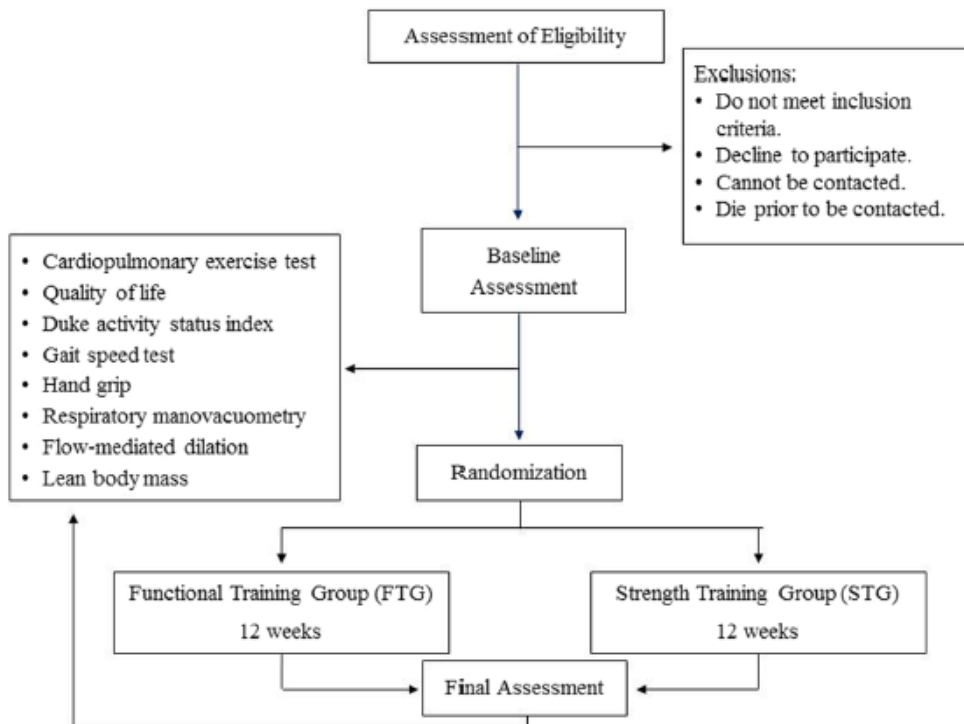 Assessment of Eligibility
Exclusions:
• Do not meet inclusion
criteria.
• Decline to participate.
• Cannot be contacted.
• Die prior to be contacted.
Baseline
Assessment
• Cardiopulmonary exercise test
• Quality of life
• Duke activity status index
• Gait speed test
• Hand grip
• Respiratory manovacuometry
• Flow-mediated dilation
• Lean body mass
Randomization
Functional Training Group (FTG)
12 weeks
Strength Training Group (STG)
12 weeks
Final Assessment